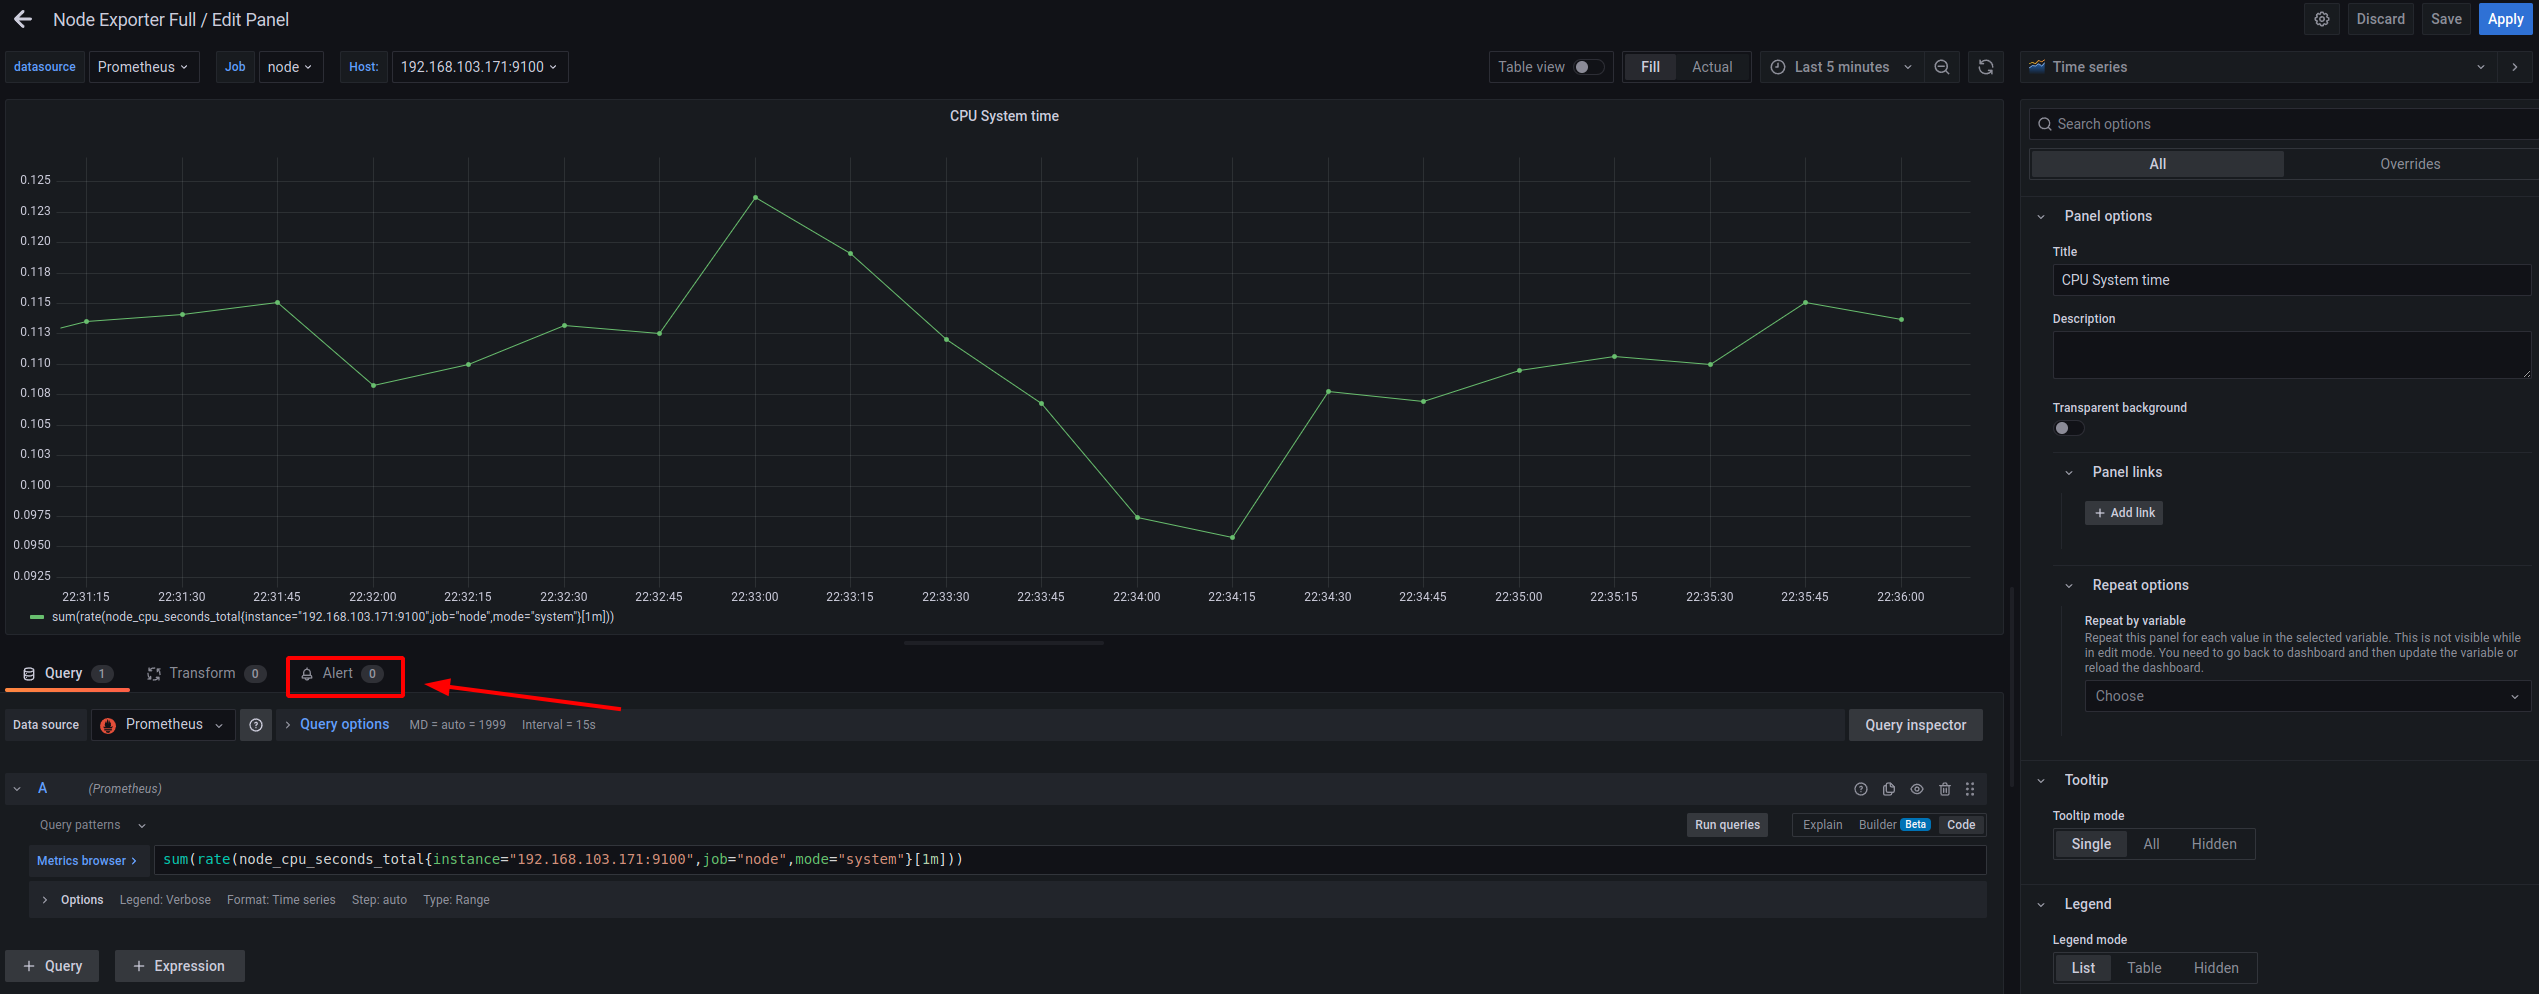 Node Exporter Full / Edit Panel
Discard Save Apply
datasource Prometheus Job node Host: 192.168.103.171:9100
Table view Fill Actual Last 5 minutes
Time series
CPU System time
0.125
0.123
0.120
0.118
0.115
0.113
0.110
0.108
0.105
0.103
0.100
0.0975
0.0950
0.0925
22:31:15 22:31:30 22:31:45 22:32:00 22:32:15 22:32:30 22:32:45 22:33:00 22:33:15 22:33:30 22:33:45 22:34:00 22:34:15 22:34:30 22:34:45 22:35:00 22:35:15 22:35:30 22:35:45 22:36:00
sum(rate(node_cpu_seconds_total{instance="192.168.103.171:9100",job="node",mode="system"}[1m]))
Query 1 Transform 0 Alert 0
Data source Prometheus Query options MD = auto = 1999 Interval = 15s Query inspector
A (Prometheus)
Query patterns Run queries Explain Builder Beta Code
Metrics browser > sum(rate(node_cpu_seconds_total{instance="192.168.103.171:9100",job="node",mode="system"}[1m]))
Options Legend: Verbose Format: Time series Step: auto Type: Range
+ Query + Expression
Search options
All Overrides
Panel options
Title
CPU System time
Description
Transparent background
Panel links
+ Add link
Repeat options
Repeat by variable
Repeat this panel for each value in the selected variable. This is not visible while
in edit mode. You need to go back to dashboard and then update the variable or
reload the dashboard.
Choose
Tooltip
Tooltip mode
Single All Hidden
Legend
Legend mode
List Table Hidden